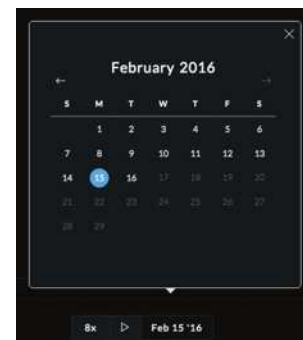 February 2016
S M T W T F S
1 2 3 4 5 6
7 8 9 10 11 12 13
14 15 16 17 18 19 20
21 22 23 24 25 26 27
28 29
8x Feb 15 '16